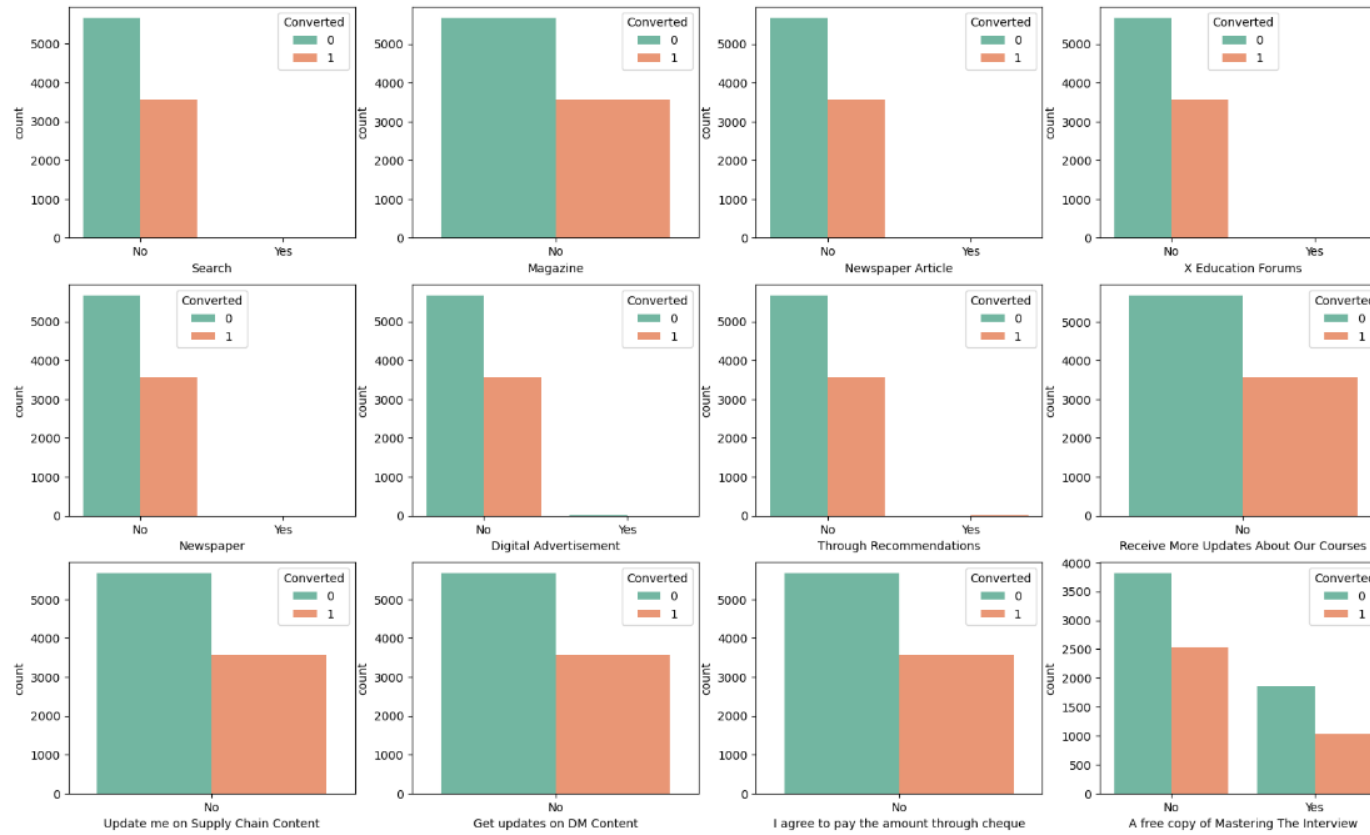 Converted
0
1
count
5000
4000
3000
2000
1000
0
No
Yes
Search
Converted
0
1
count
5000
4000
3000
2000
1000
0
No
Magazine
Converted
0
1
count
5000
4000
3000
2000
1000
0
No
Yes
Newspaper Article
Converted
0
1
count
5000
4000
3000
2000
1000
0
No
Yes
X Education Forums
Converted
0
1
count
5000
4000
3000
2000
1000
0
No
Yes
Newspaper
Converted
0
1
count
5000
4000
3000
2000
1000
0
No
Yes
Digital Advertisement
Converted
0
1
count
5000
4000
3000
2000
1000
0
No
Yes
Through Recommendations
Converted
0
1
count
5000
4000
3000
2000
1000
0
No
Receive More Updates About Our Courses
Converted
0
1
count
5000
4000
3000
2000
1000
0
No
Update me on Supply Chain Content
Converted
0
1
count
5000
4000
3000
2000
1000
0
No
Get updates on DM Content
Converted
0
1
count
5000
4000
3000
2000
1000
0
No
I agree to pay the amount through cheque
Converted
0
1
count
4000
3500
3000
2500
2000
1500
1000
500
0
No
Yes
A free copy of Mastering The Interview